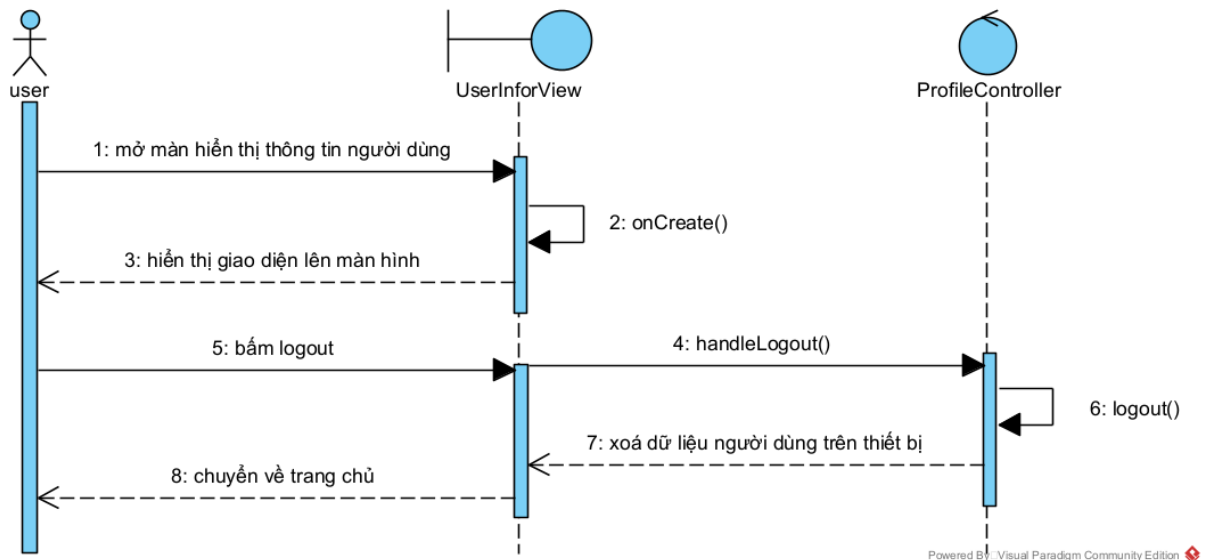 user
UserInforView
ProfileController
1: mở màn hiển thị thông tin người dùng
2: onCreate()
3: hiển thị giao diện lên màn hình
5: bấm logout
4: handleLogout()
6: logout()
7: xoá dữ liệu người dùng trên thiết bị
8: chuyển về trang chủ
Powered By Visual Paradigm Community Edition